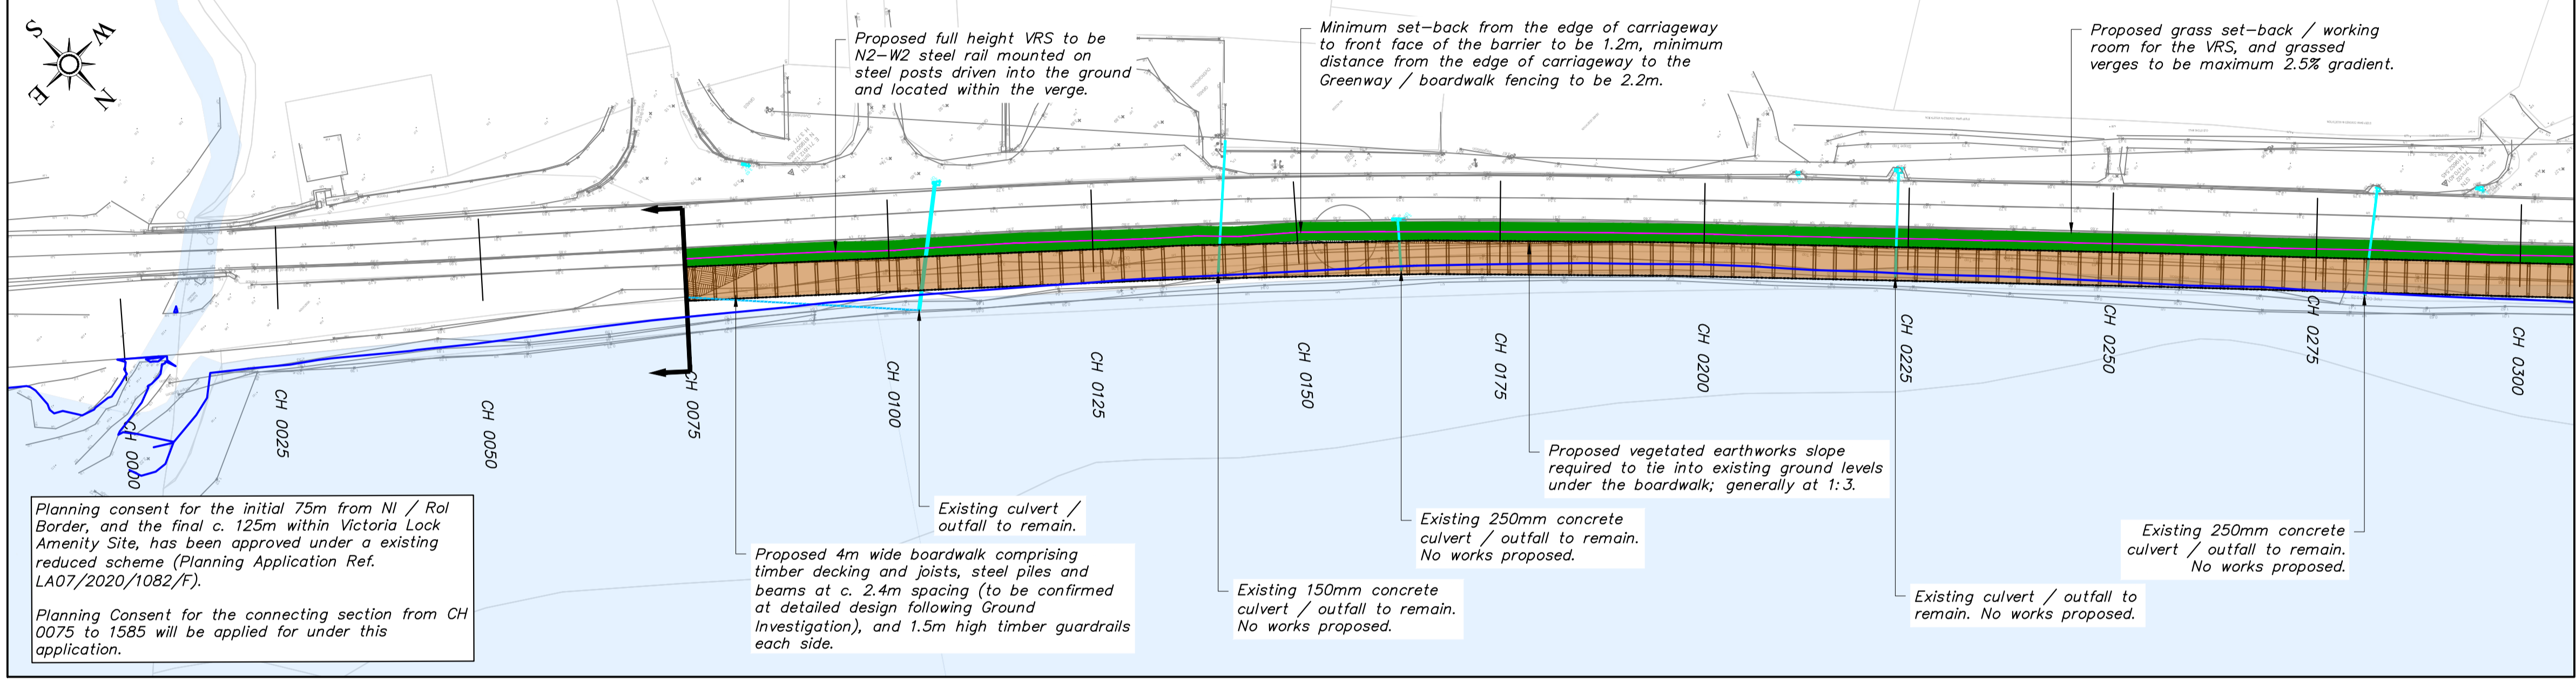 S
W
E
N
Proposed full height VRS to be
N2-W2 steel rail mounted on
steel posts driven into the ground
and located within the verge.
Minimum set-back from the edge of carriageway
to front face of the barrier to be 1.2m, minimum
distance from the edge of carriageway to the
Greenway / boardwalk fencing to be 2.2m.
Proposed grass set-back / working
room for the VRS, and grassed
verges to be maximum 2.5% gradient.
CH 0000
CH 0025
CH 0050
CH 0075
CH 0100
CH 0125
CH 0150
CH 0175
CH 0200
CH 0225
CH 0250
CH 0275
CH 0300
Planning consent for the initial 75m from NI / RoI
Border, and the final c. 125m within Victoria Lock
Amenity Site, has been approved under a existing
reduced scheme (Planning Application Ref.
LA07/2020/1082/F).
Planning Consent for the connecting section from CH
0075 to 1585 will be applied for under this
application.
Proposed 4m wide boardwalk comprising
timber decking and joists, steel piles and
beams at c. 2.4m spacing (to be confirmed
at detailed design following Ground
Investigation), and 1.5m high timber guardrails
each side.
Existing culvert /
outfall to remain.
Existing 150mm concrete
culvert / outfall to remain.
No works proposed.
Existing 250mm concrete
culvert / outfall to remain.
No works proposed.
Proposed vegetated earthworks slope
required to tie into existing ground levels
under the boardwalk; generally at 1:3.
Existing culvert / outfall to
remain. No works proposed.
Existing 250mm concrete
culvert / outfall to remain.
No works proposed.